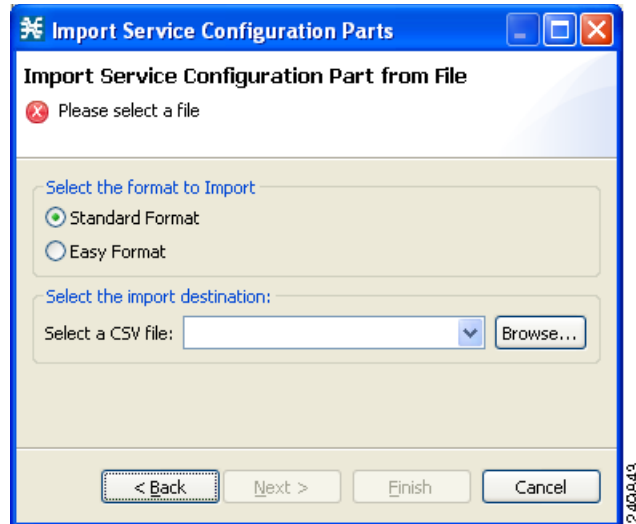 Import Service Configuration Parts
Import Service Configuration Part from File
Please select a file
Select the format to Import
Standard Format
Easy Format
Select the import destination:
Select a CSV file:
Browse...
< Back
Next >
Finish
Cancel
249843